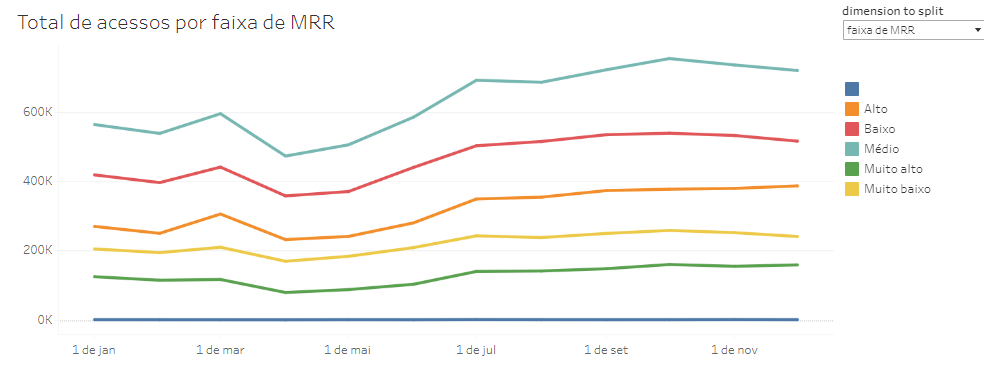 Total de acessos por faixa de MRR
dimension to split
faixa de MRR
Alto
Baixo
Médio
Muito alto
Muito baixo
600K
400K
200K
0K
1 de jan
1 de mar
1 de mai
1 de jul
1 de set
1 de nov